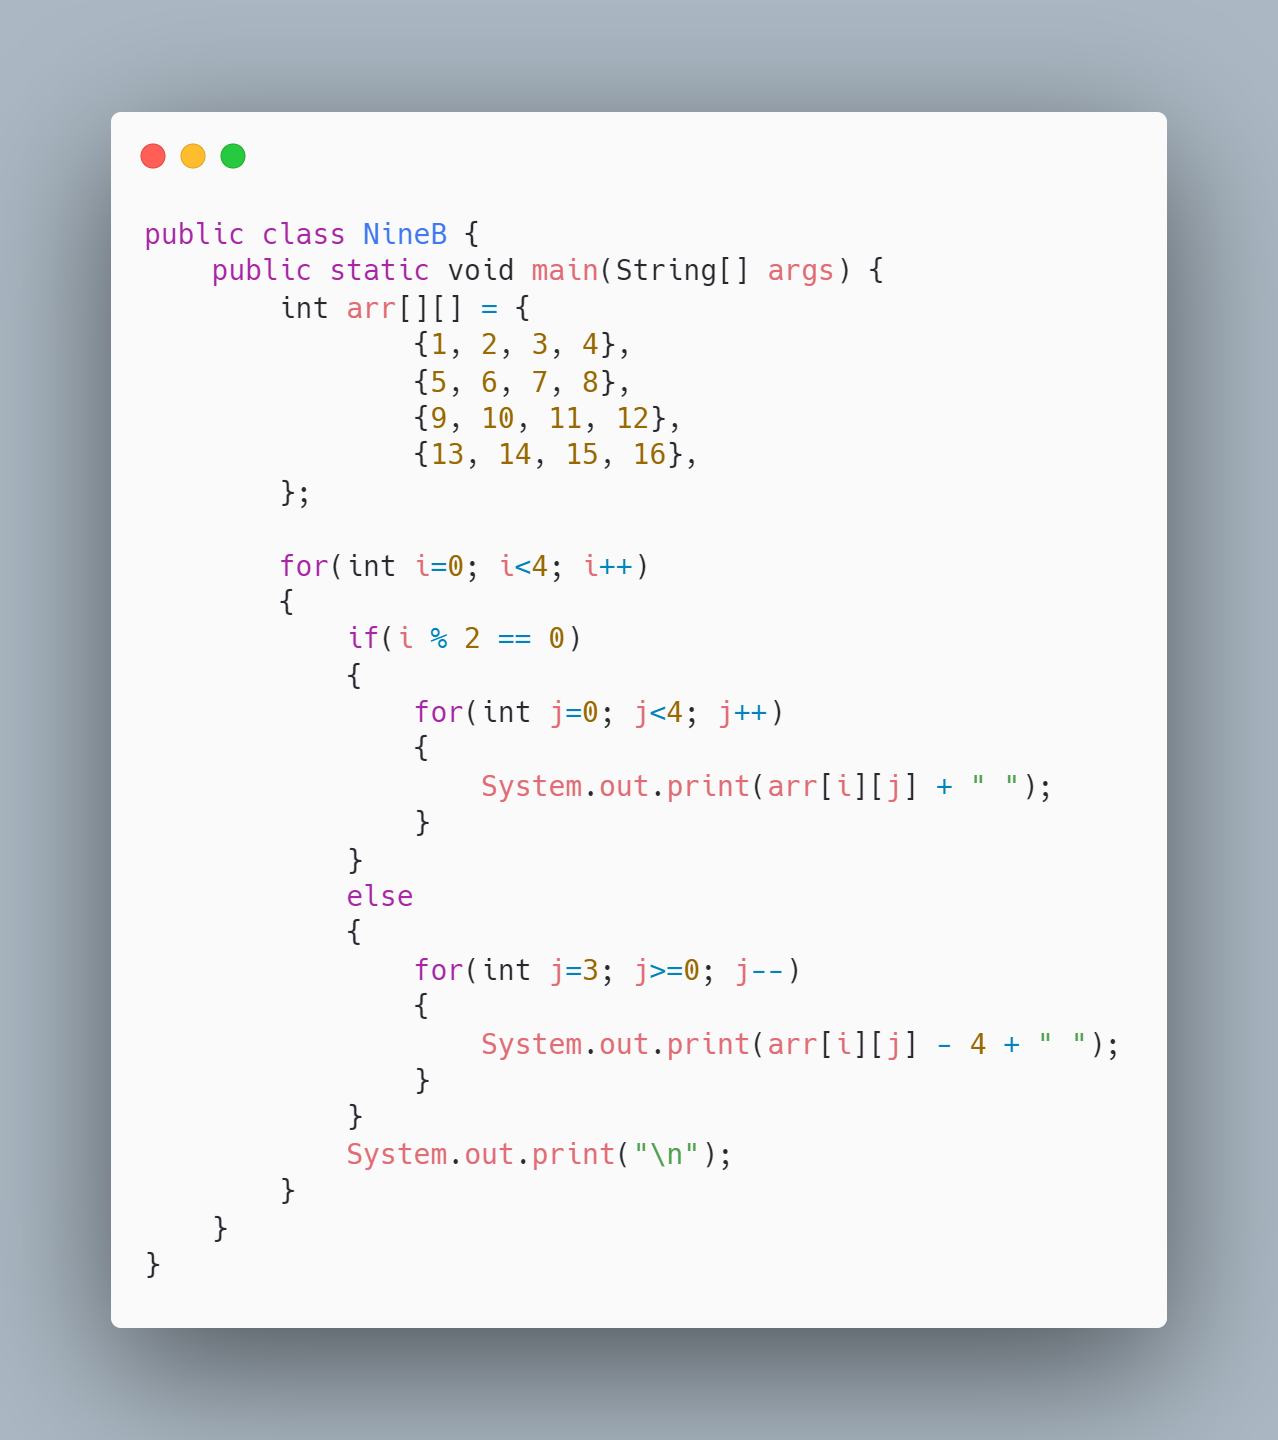 public class NineB {
    public static void main(String[] args) {
        int arr[][] = {
                {1, 2, 3, 4},
                {5, 6, 7, 8},
                {9, 10, 11, 12},
                {13, 14, 15, 16},
        };

        for(int i=0; i<4; i++)
        {
            if(i % 2 == 0)
            {
                for(int j=0; j<4; j++)
                {
                    System.out.print(arr[i][j] + " ");
                }
            }
            else
            {
                for(int j=3; j>=0; j--)
                {
                    System.out.print(arr[i][j] - 4 + " ");
                }
            }
            System.out.print("\n");
        }
    }
}